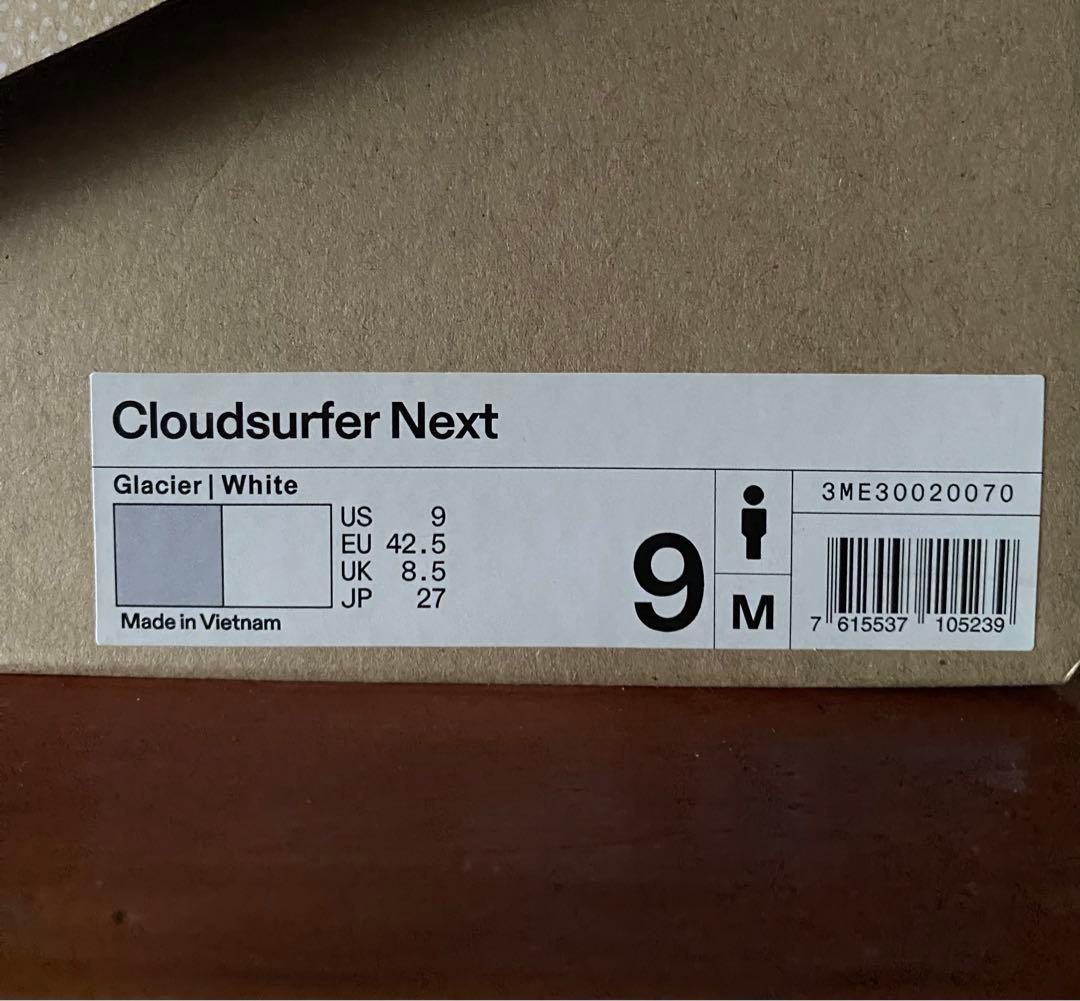 Cloudsurfer Next
Glacier | White
US 9
EU 42.5
UK 8.5
JP 27
Made in Vietnam
9
M
3ME30020070
7 615537 105239